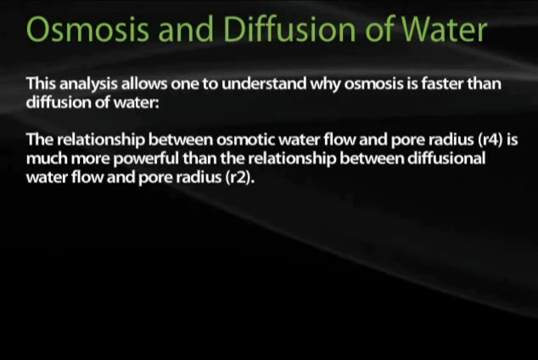 Osmosis and Diffusion of Water
This analysis allows one to understand why osmosis is faster than
diffusion of water:
The relationship between osmotic water flow and pore radius (r4) is
much more powerful than the relationship between diffusional
water flow and pore radius (r2).